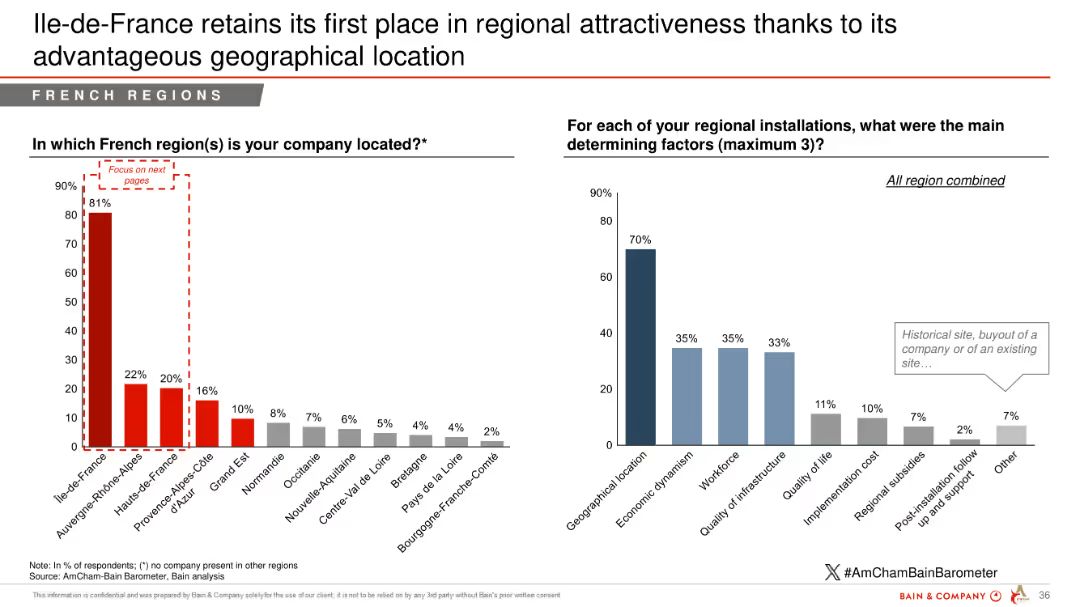 Ile-de-France retains its first place in regional attractiveness thanks to its
advantageous geographical location
FRENCH REGIONS
In which French region(s) is your company located?*
Focus on next
pages
90%
80
70
60
50
40
30
20
10
0
81%
22%
20%
16%
10%
8%
7%
6%
5%
4%
4%
2%
Île-de-France
Auvergne-Rhône-Alpes
Hauts-de-France
Provence-Alpes-Côte
d'Azur
Grand Est
Normandie
Occitanie
Nouvelle-Aquitaine
Centre-Val de Loire
Bretagne
Pays de la Loire
Bourgogne-Franche-Comté
For each of your regional installations, what were the main
determining factors (maximum 3)?
All region combined
90%
80
60
40
20
0
70%
35%
35%
33%
11%
10%
7%
2%
7%
Historical site, buyout of a
company or of an existing
site…
Geographical location
Economic dynamism
Workforce
Quality of infrastructure
Quality of life
Implementation cost
Regional subsidies
Post-installation follow
up and support
Other
Note: In % of respondents; (*) no company present in other regions
Source: AmCham-Bain Barometer, Bain analysis
#AmChamBainBarometer
This information is confidential and was prepared by Bain & Company solely for the use of our client; it is not to be relied on by any 3rd party without Bain's prior written consent
BAIN & COMPANY
36